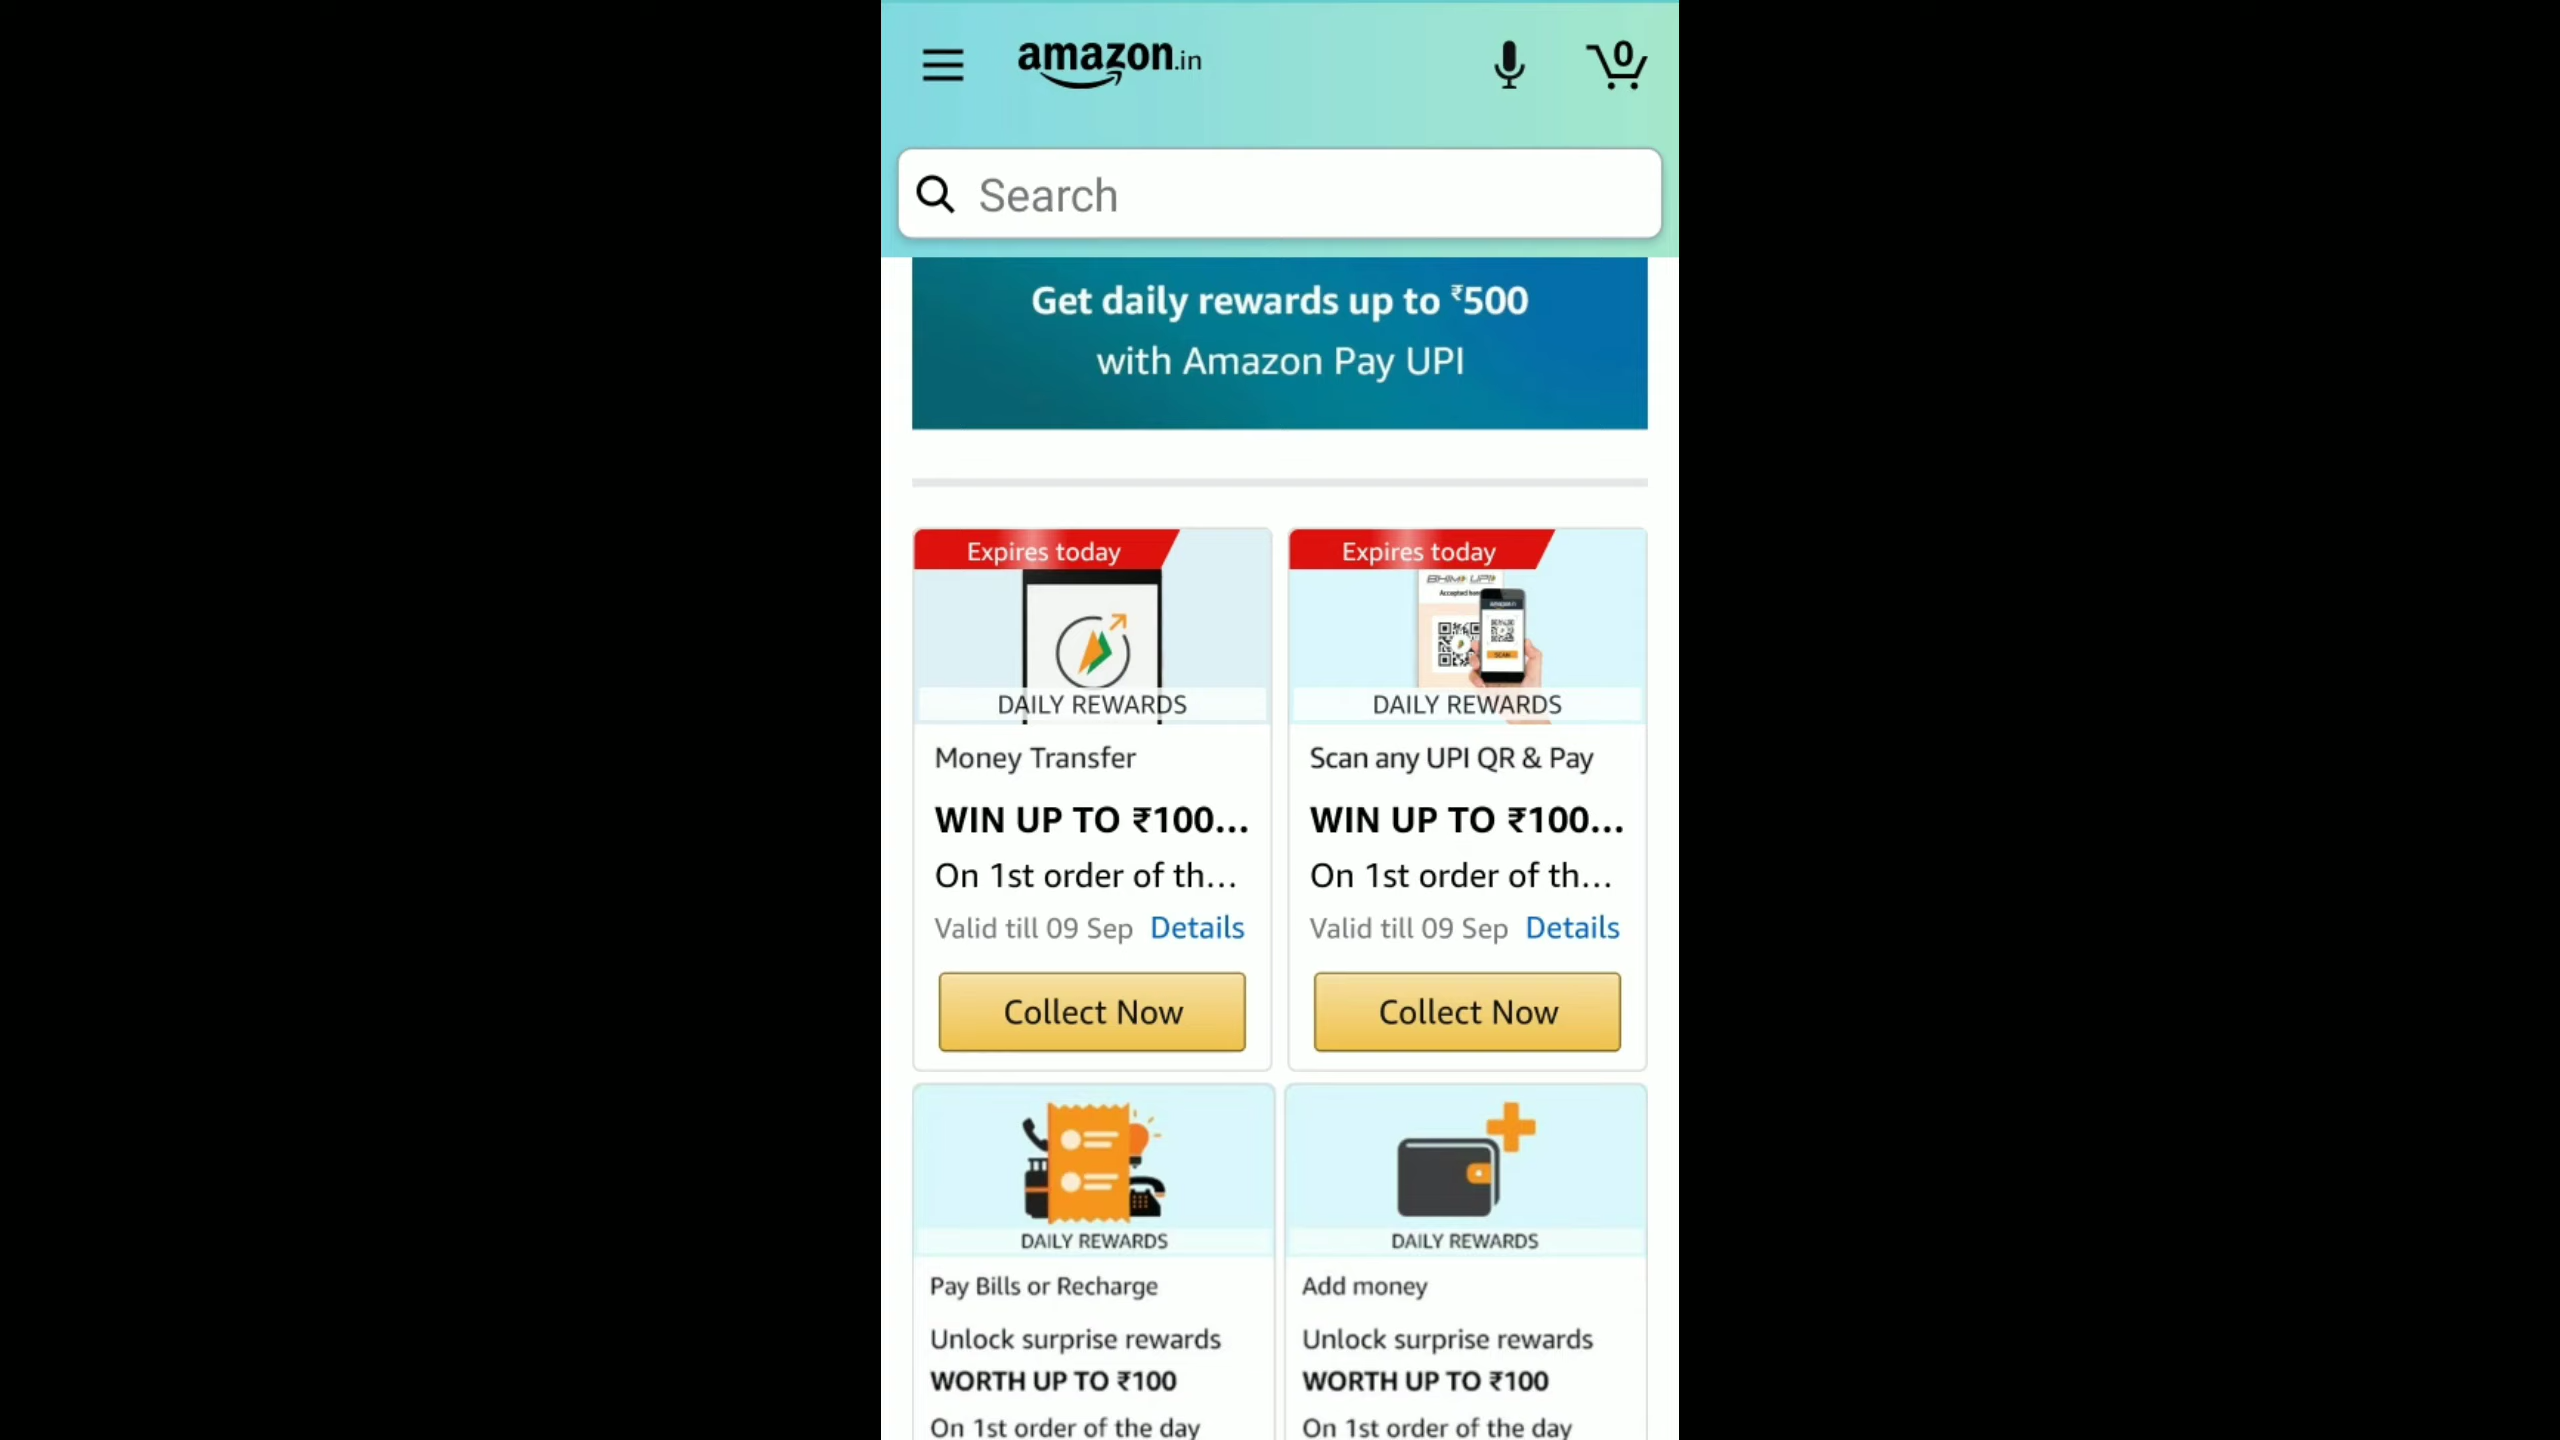 amazon.in
0
Search
Get daily rewards up to ₹500
with Amazon Pay UPI
Expires today
DAILY REWARDS
Money Transfer
WIN UP TO ₹100...
On 1st order of th...
Valid till 09 Sep Details
Collect Now
Expires today
BHIM UPI
Accepted here
SCAN
DAILY REWARDS
Scan any UPI QR & Pay
WIN UP TO ₹100...
On 1st order of th...
Valid till 09 Sep Details
Collect Now
DAILY REWARDS
Pay Bills or Recharge
Unlock surprise rewards
WORTH UP TO ₹100
On 1st order of the day
DAILY REWARDS
Add money
Unlock surprise rewards
WORTH UP TO ₹100
On 1st order of the day